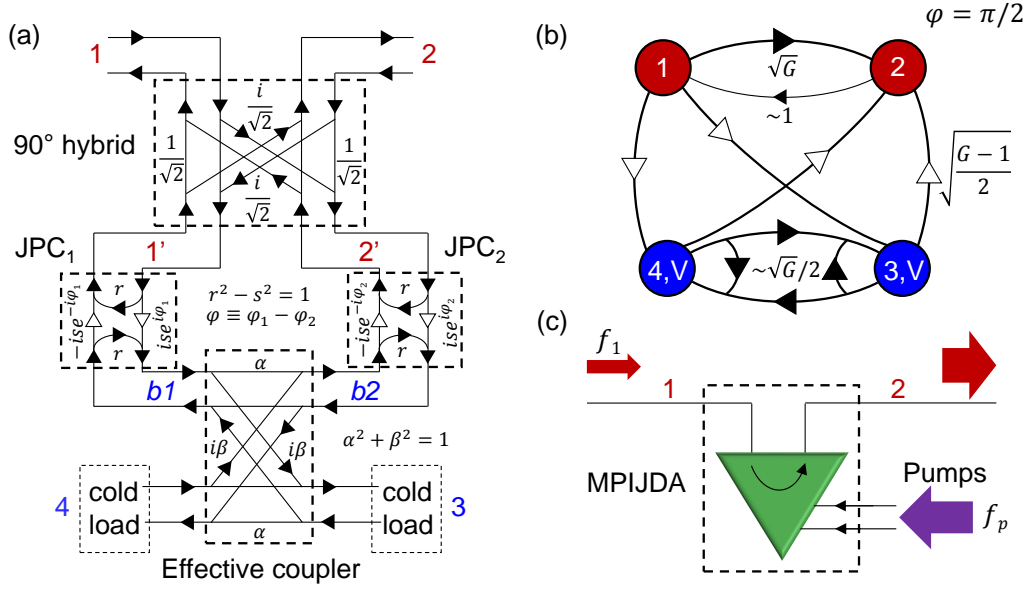 (a)
1
2
i/√2
90° hybrid
1/√2
1/√2
i/√2
JPC₁
1’
2’
JPC₂
r
r² − s² = 1
φ ≡ φ₁ − φ₂
r
−ise^{−iφ₁}
ise^{iφ₁}
−ise^{−iφ₂}
ise^{iφ₂}
r
r
α
b1
b2
iβ
iβ
α² + β² = 1
4
cold
load
cold
load
3
α
Effective coupler
(b)
φ = π/2
1
√G
2
~1
√((G − 1)/2)
4,V
~√G/2
3,V
(c)
f₁
1
2
MPIJDA
Pumps
fₚ